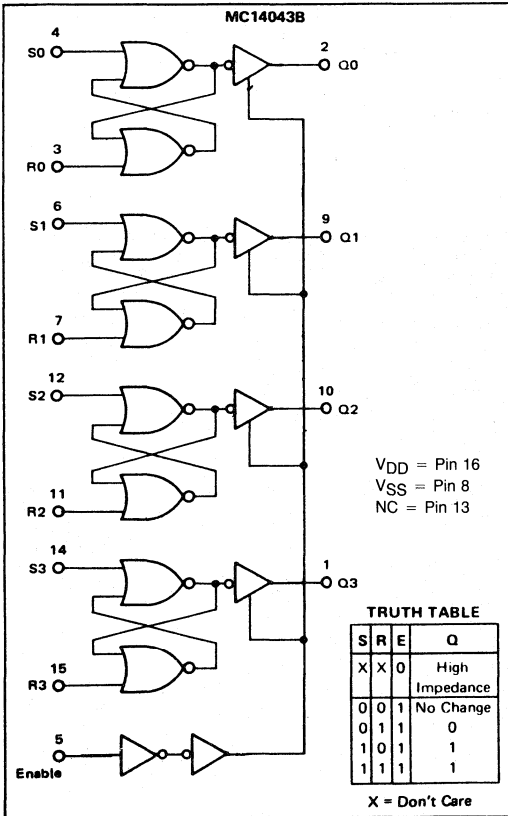 MC14043B
4
S0
2
Q0
3
R0
6
S1
9
Q1
7
R1
12
S2
10
Q2
11
R2
14
S3
1
Q3
15
R3
5
Enable
VDD = Pin 16
VSS = Pin 8
NC = Pin 13
TRUTH TABLE
S R E Q
X X 0 High Impedance
0 0 1 No Change
0 1 1 0
1 0 1 1
1 1 1 1
X = Don't Care